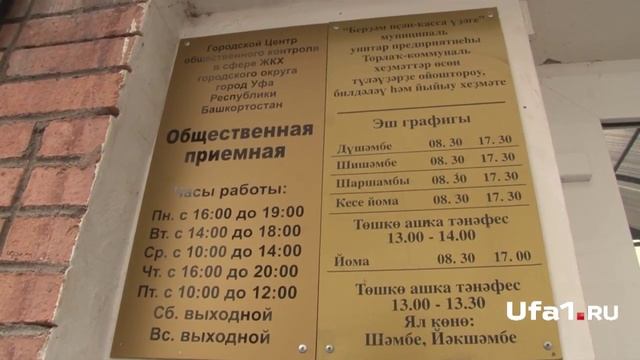 Городской Центр
общественного контроля
в сфере ЖКХ
городского округа
город Уфа
Республики
Башкортостан
Общественная
приемная
Часы работы:
Пн. с 16:00 до 19:00
Вт. с 14:00 до 18:00
Ср. с 10:00 до 14:00
Чт. с 16:00 до 20:00
Пт. с 10:00 до 12:00
Сб. выходной
Вс. выходной
"Берҙәм иҫәп-касса үҙәге"
муниципаль
унитар предприятиеһы
Торлаҡ-коммуналь
хеҙмәттәр өсөн
түләүҙәрҙе ойоштороу,
билдәләү һәм йыйыу хеҙмәте
Эш графигы
Дүшәмбе 08. 30 17. 30
Шишәмбе 08. 30 17. 30
Шаршамбы 08. 30 17. 30
Кесе йома 08. 30 17. 30
Төшкө ашҡа тәнәфес
13.00 - 14.00
Йома 08. 30 17. 00
Төшкө ашҡа тәнәфес
13.00 - 13.30
Ял көнө:
Шәмбе, Йәкшәмбе
Ufa1.RU